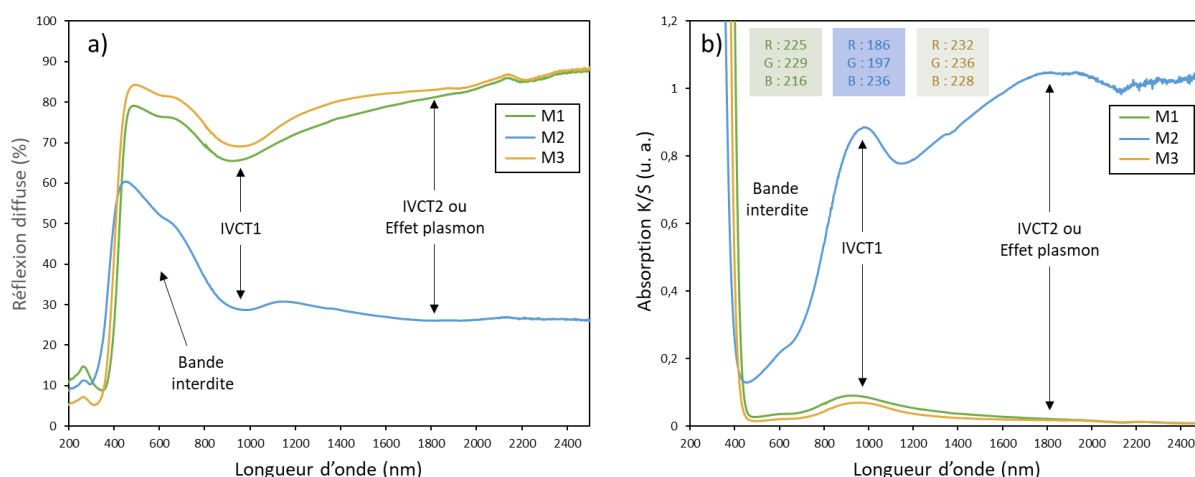 a)
100
90
80
70
60
50
40
30
20
10
0
Réflexion diffuse (%)
M1
M2
M3
IVCT1
IVCT2 ou
Effet plasmon
Bande
interdite
200 400 600 800 1000 1200 1400 1600 1800 2000 2200 2400
Longueur d'onde (nm)
b)
1,2
1
0,8
0,6
0,4
0,2
0
Absorption K/S (u. a.)
R : 225
G : 229
B : 216
R : 186
G : 197
B : 236
R : 232
G : 236
B : 228
M1
M2
M3
Bande
interdite
IVCT1
IVCT2 ou
Effet plasmon
200 400 600 800 1000 1200 1400 1600 1800 2000 2200 2400
Longueur d'onde (nm)